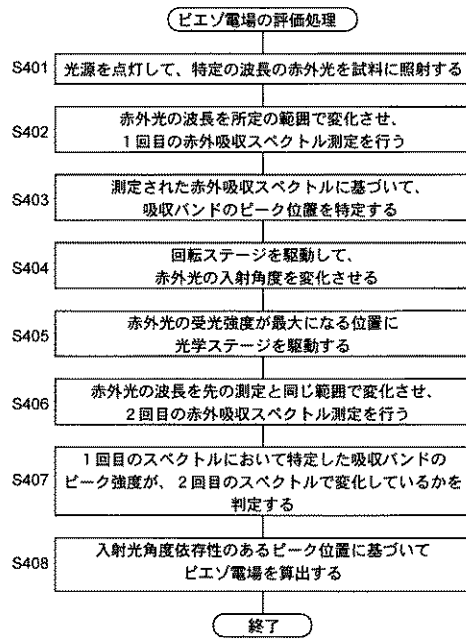 ピエゾ電場の評価処理
S401
光源を点灯して、特定の波長の赤外光を試料に照射する
S402
赤外光の波長を所定の範囲で変化させ、
１回目の赤外吸収スペクトル測定を行う
S403
測定された赤外吸収スペクトルに基づいて、
吸収バンドのピーク位置を特定する
S404
回転ステージを駆動して、
赤外光の入射角度を変化させる
S405
赤外光の受光強度が最大になる位置に
光学ステージを駆動する
S406
赤外光の波長を先の測定と同じ範囲で変化させ、
２回目の赤外吸収スペクトル測定を行う
S407
１回目のスペクトルにおいて特定した吸収バンドの
ピーク強度が、２回目のスペクトルで変化しているかを
判定する
S408
入射光角度依存性のあるピーク位置に基づいて
ピエゾ電場を算出する
終了